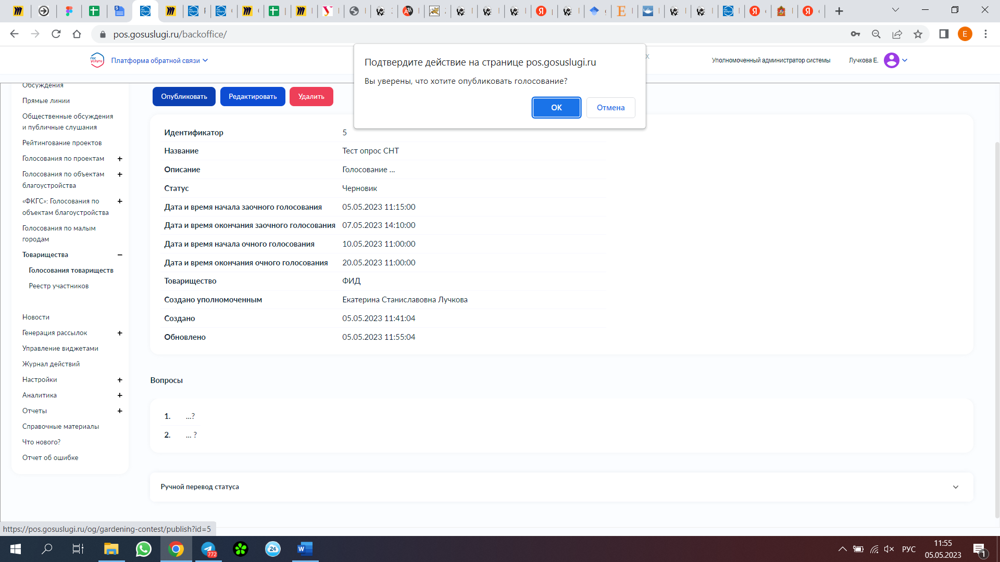 pos.gosuslugi.ru/backoffice/
E
гос услуги
Платформа обратной связи
Уполномоченный администратор системы
Лучкова Е.
Подтвердите действие на странице pos.gosuslugi.ru
Вы уверены, что хотите опубликовать голосование?
ОК
Отмена
Обсуждения
Прямые линии
Общественные обсуждения
и публичные слушания
Рейтингование проектов
Голосования по проектам
Голосования по объектам
благоустройства
«ФКГС»: Голосования по
объектам благоустройства
Голосования по малым
городам
Товарищества
Голосования товариществ
Реестр участников
Новости
Генерация рассылок
Управление виджетами
Журнал действий
Настройки
Аналитика
Отчеты
Справочные материалы
Что нового?
Отчет об ошибке
Опубликовать
Редактировать
Удалить
Идентификатор 5
Название Тест опрос СНТ
Описание Голосование ...
Статус Черновик
Дата и время начала заочного голосования 05.05.2023 11:15:00
Дата и время окончания заочного голосования 07.05.2023 14:10:00
Дата и время начала очного голосования 10.05.2023 11:00:00
Дата и время окончания очного голосования 20.05.2023 11:00:00
Товарищество ФИД
Создано уполномоченным Екатерина Станиславовна Лучкова
Создано 05.05.2023 11:41:04
Обновлено 05.05.2023 11:55:04
Вопросы
1. ...?
2. ... ?
Ручной перевод статуса
https://pos.gosuslugi.ru/og/gardening-contest/publish?id=5
772
24
РУС
11:55
05.05.2023
1